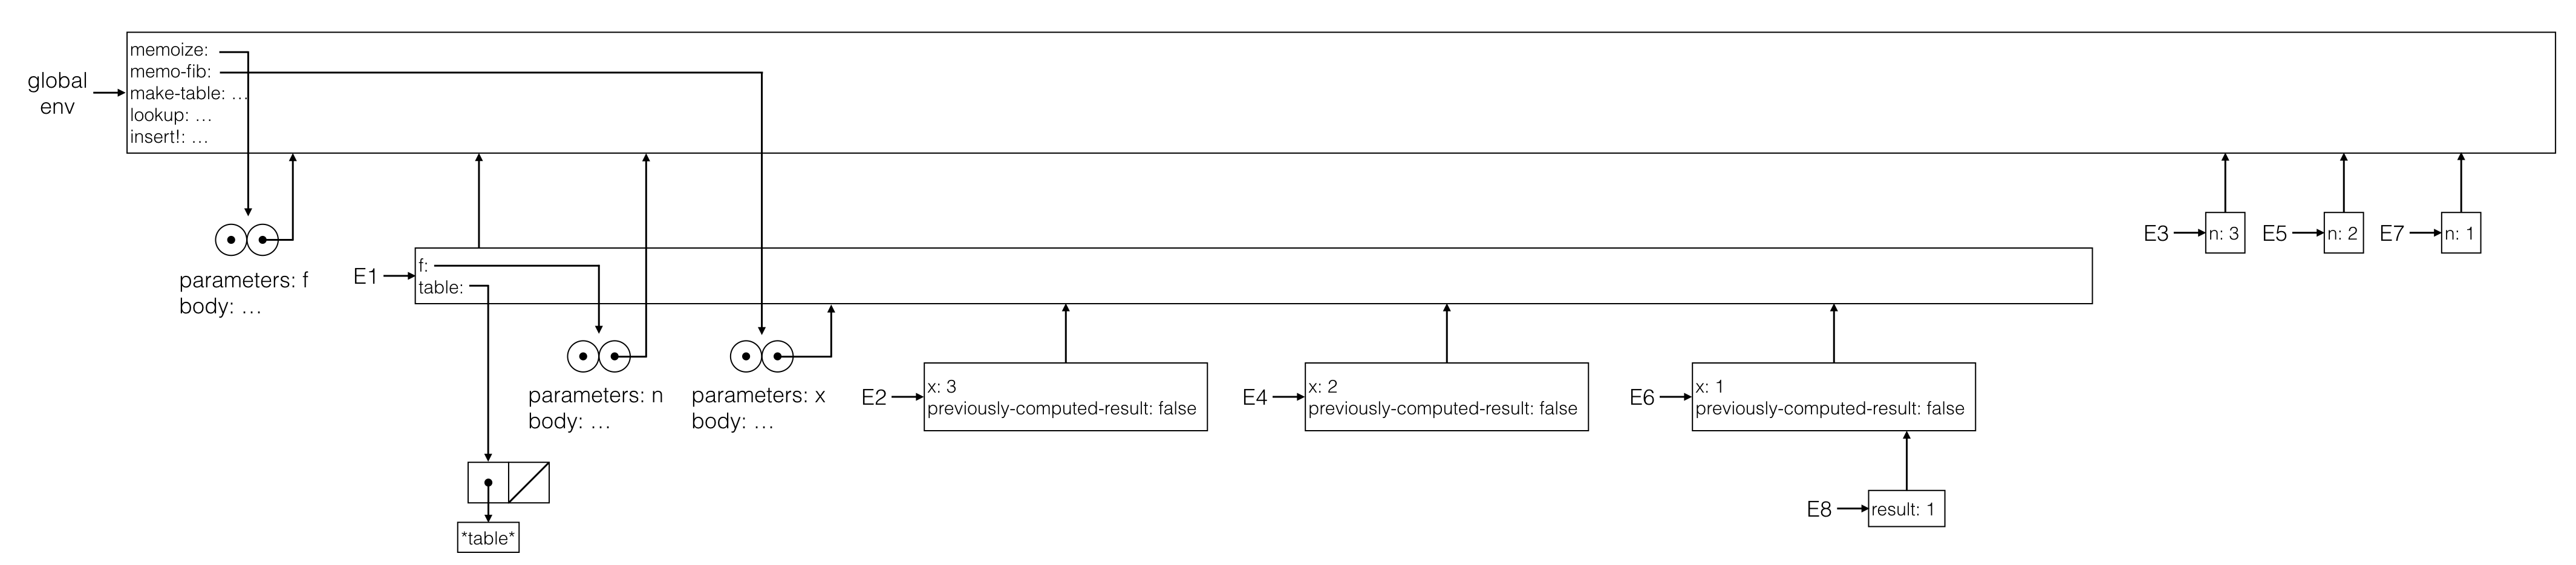 memoize:
memo-fib:
make-table: …
lookup: …
insert!: …
global
env
E3
n: 3
E5
n: 2
E7
n: 1
parameters: f
body: …
E1
f:
table:
parameters: n
body: …
parameters: x
body: …
E2
x: 3
previously-computed-result: false
E4
x: 2
previously-computed-result: false
E6
x: 1
previously-computed-result: false
E8
result: 1
*table*